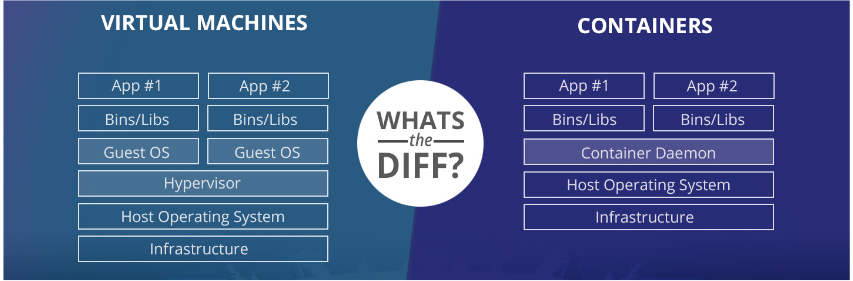 VIRTUAL MACHINES
App #1
App #2
Bins/Libs
Bins/Libs
Guest OS
Guest OS
Hypervisor
Host Operating System
Infrastructure
WHATS
the
DIFF?
CONTAINERS
App #1
App #2
Bins/Libs
Bins/Libs
Container Daemon
Host Operating System
Infrastructure